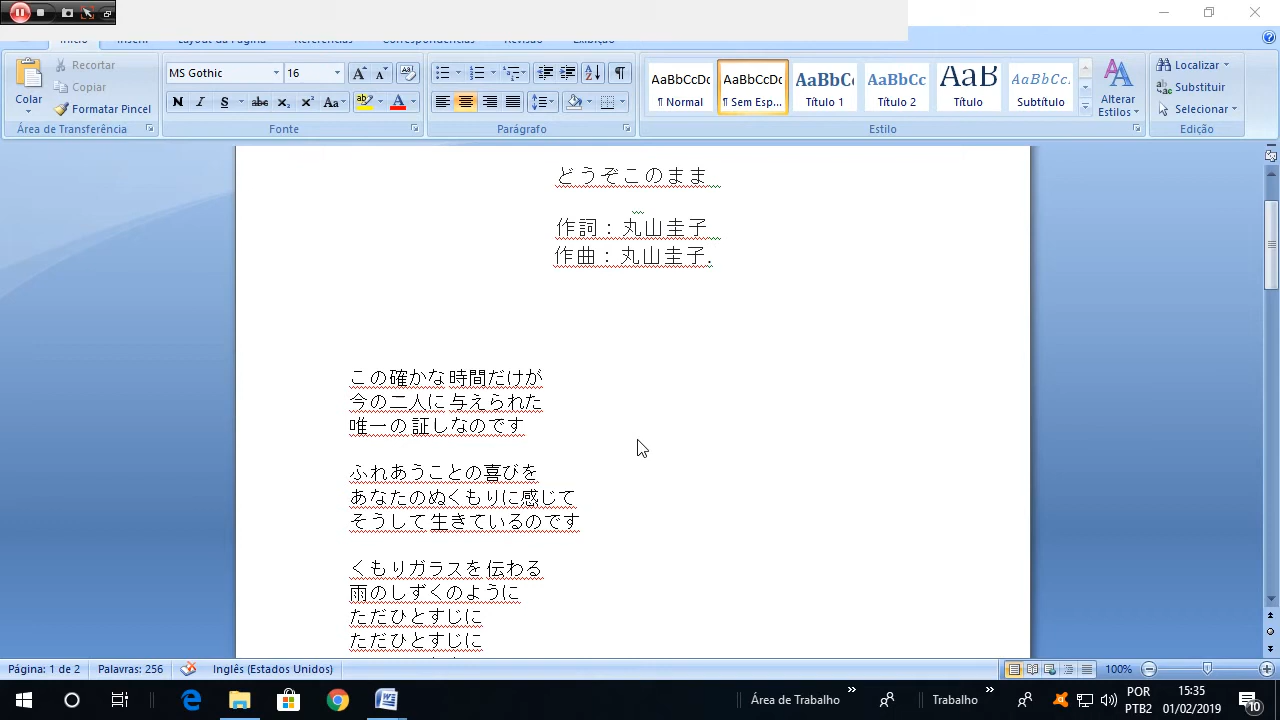 Início Inserir Layout da Página Referências Correspondências Revisão Exibição
Colar
Recortar
Copiar
Formatar Pincel
Área de Transferência
MS Gothic 16
N I S abe x₂ x² Aa
Fonte
Parágrafo
AaBbCcDc AaBbCcDc AaBbCc AaBbCc AaB AaBbCc.
¶ Normal ¶ Sem Esp... Título 1 Título 2 Título Subtítulo
Alterar
Estilos
Estilo
Localizar
Substituir
Selecionar
Edição
どうぞこのまま
作詞：丸山圭子
作曲：丸山圭子.
この確かな時間だけが
今の二人に与えられた
唯一の証しなのです
ふれあうことの喜びを
あなたのぬくもりに感じて
そうして生きているのです
くもりガラスを伝わる
雨のしずくのように
ただひとすしに
ただひとすじに
Página: 1 de 2 Palavras: 256 Inglês (Estados Unidos) 100%
Área de Trabalho » Trabalho » POR 15:35
PTB2 01/02/2019 10